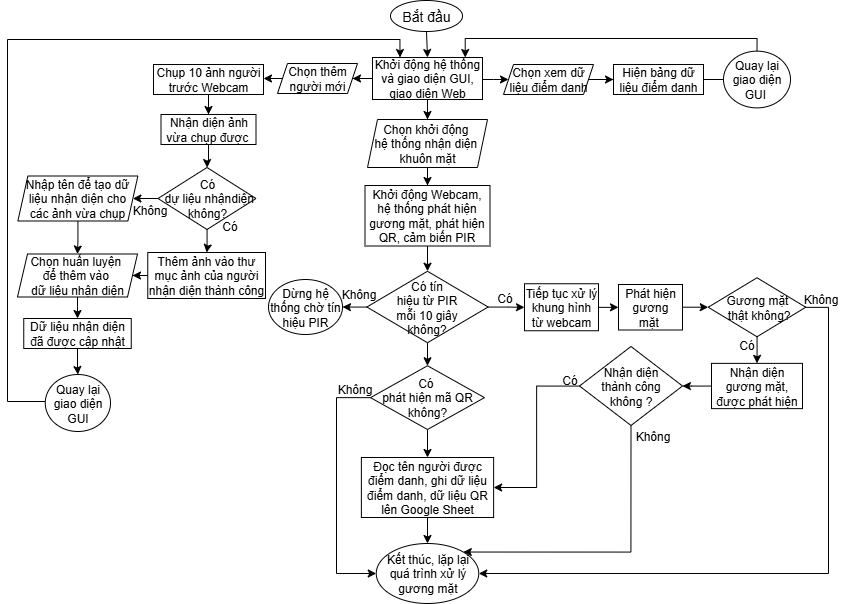 Bắt đầu
Khởi động hệ thống
và giao diện GUI,
giao diện Web
Chọn thêm
người mới
Chụp 10 ảnh người
trước Webcam
Nhận diện ảnh
vừa chụp được
Có
dư liệu nhậndiện
không?
Không
Có
Nhập tên để tạo dữ
liệu nhận diện cho
các ảnh vừa chụp
Thêm ảnh vào thư
mục ảnh của người
nhận diện thành công
Chọn huấn luyện
để thêm vào
dữ liệu nhận diện
Dữ liệu nhận diện
đã được cập nhật
Quay lại
giao diện
GUI
Chọn xem dữ
liệu điểm danh
Hiện bảng dữ
liệu điểm danh
Quay lại
giao diện
GUI
Chọn khởi động
hệ thống nhận diện
khuôn mặt
Khởi động Webcam,
hệ thống phát hiện
gương mặt, phát hiện
QR, cảm biến PIR
Có tín
hiệu từ PIR
mỗi 10 giây
không?
Không
Dừng hệ
thống chờ tín
hiệu PIR
Có
Tiếp tục xử lý
khung hình
từ webcam
Phát hiện
gương
mặt
Gương mặt
thật không?
Không
Có
Nhận diện
gương mặt,
được phát hiện
Nhận diện
thành công
không ?
Có
Không
Có
phát hiện mã QR
không?
Không
Đọc tên người được
điểm danh, ghi dữ liệu
điểm danh, dữ liệu QR
lên Google Sheet
Kết thúc, lặp lại
quá trình xử lý
gương mặt